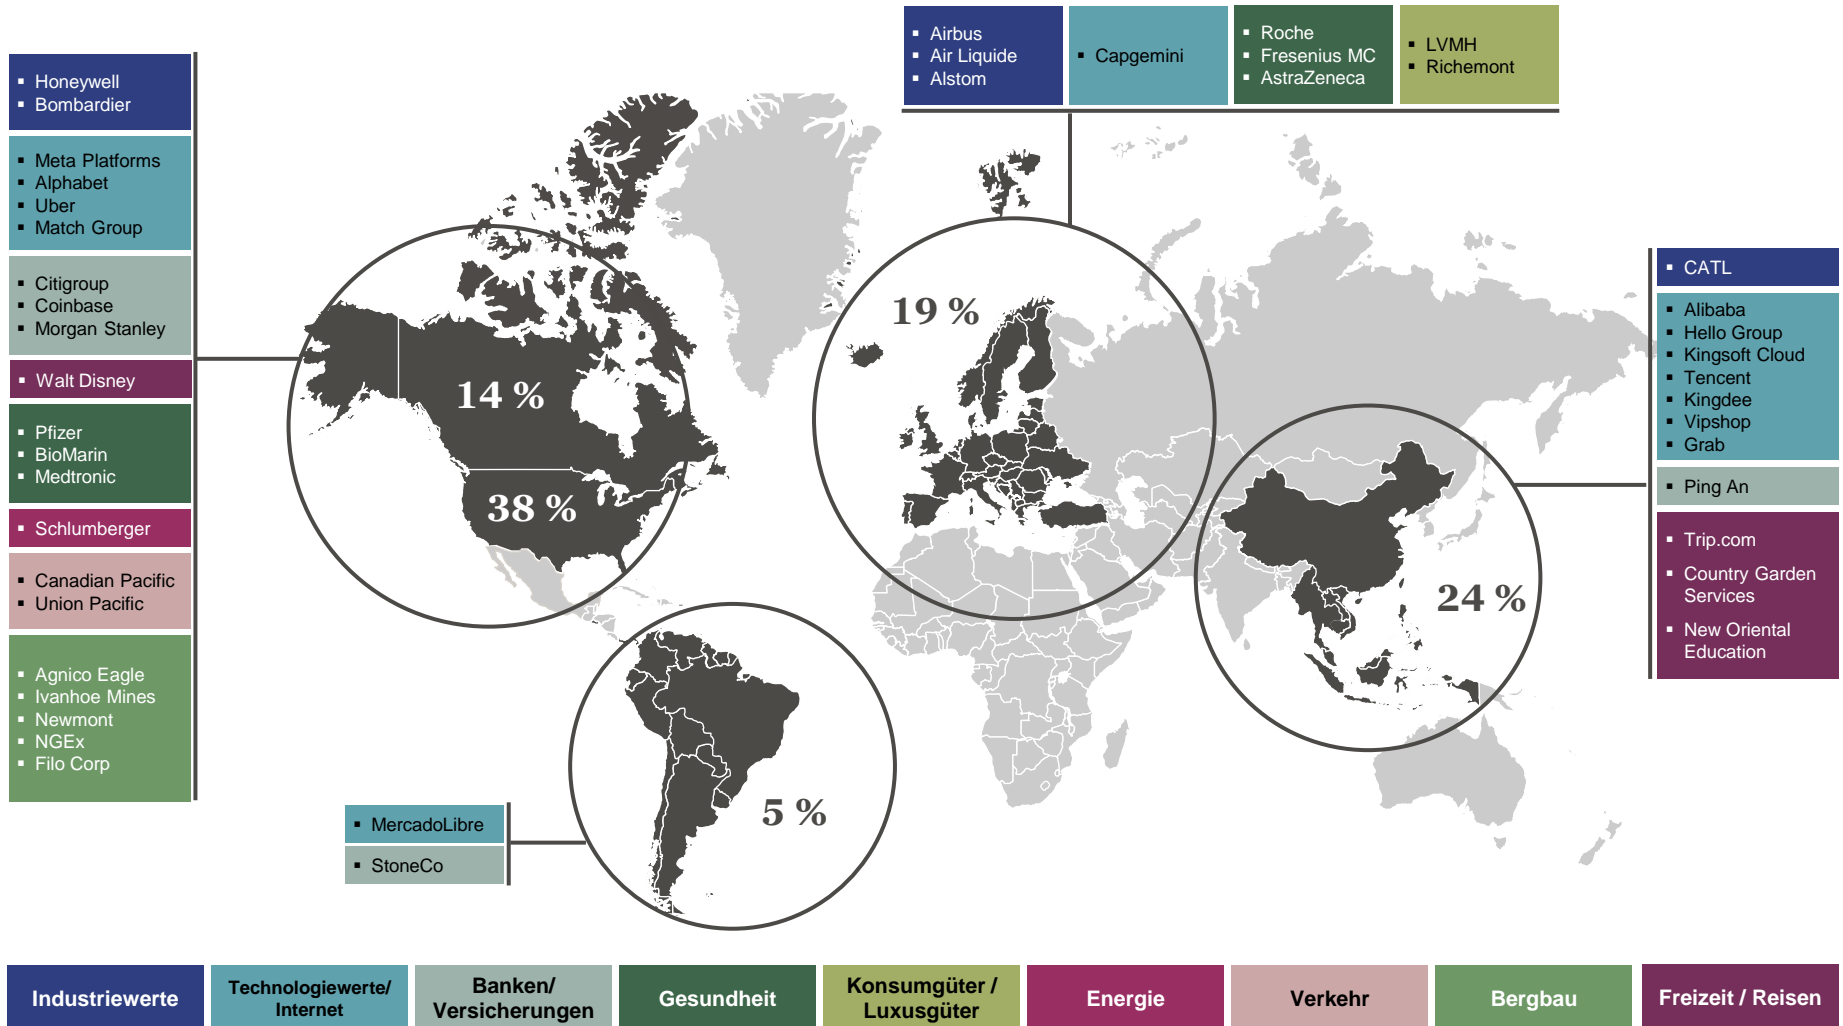 Airbus
Air Liquide
Alstom
Capgemini
Roche
Fresenius MC
AstraZeneca
LVMH
Richemont
Honeywell
Bombardier
Meta Platforms
Alphabet
Uber
Match Group
Citigroup
Coinbase
Morgan Stanley
Walt Disney
Pfizer
BioMarin
Medtronic
Schlumberger
Canadian Pacific
Union Pacific
Agnico Eagle
Ivanhoe Mines
Newmont
NGEx
Filo Corp
14 %
38 %
19 %
24 %
5 %
CATL
Alibaba
Hello Group
Kingsoft Cloud
Tencent
Kingdee
Vipshop
Grab
Ping An
Trip.com
Country Garden
Services
New Oriental
Education
MercadoLibre
StoneCo
Industriewerte
Technologiewerte/
Internet
Banken/
Versicherungen
Gesundheit
Konsumgüter /
Luxusgüter
Energie
Verkehr
Bergbau
Freizeit / Reisen